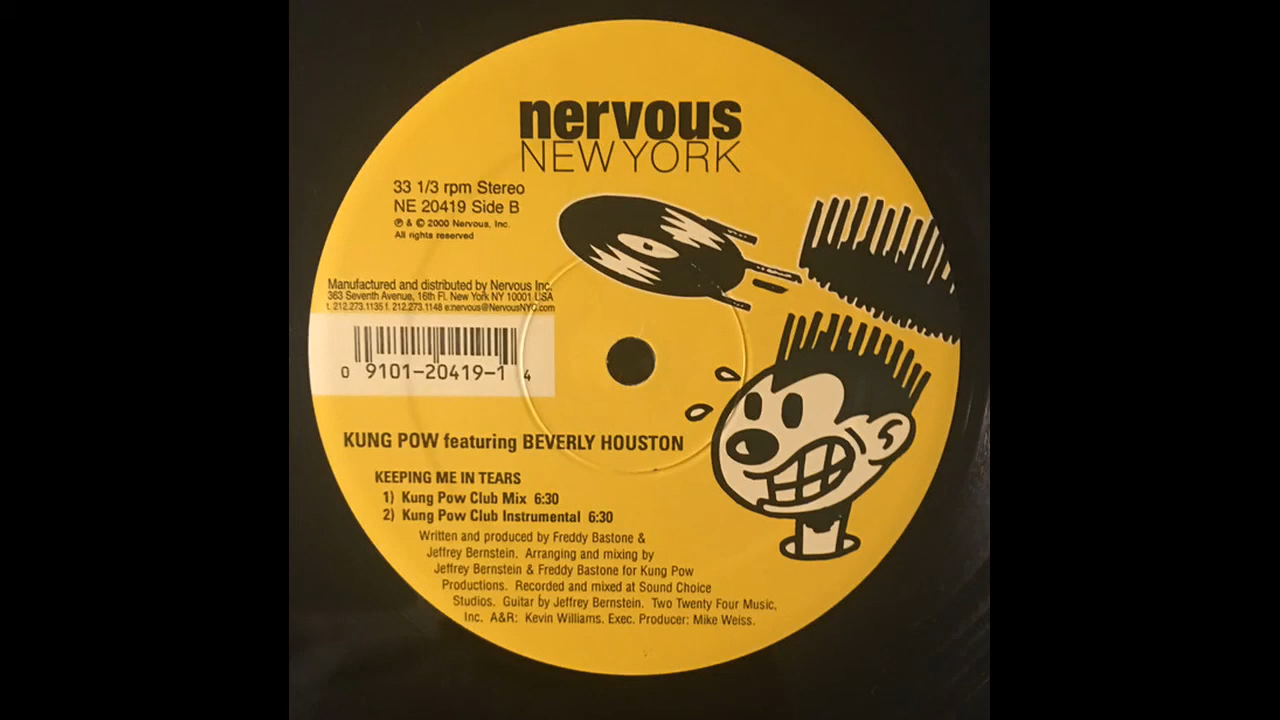 nervous
NEW YORK
33 1/3 rpm Stereo
NE 20419 Side B
℗ & © 2000 Nervous, Inc.
All rights reserved
Manufactured and distributed by Nervous Inc.
363 Seventh Avenue, 16th Fl. New York NY 10001 USA
t. 212.273.1135 f. 212.273.1148 e:nervous@NervousNYC.com
0 9101-20419-1 4
KUNG POW featuring BEVERLY HOUSTON
KEEPING ME IN TEARS
1) Kung Pow Club Mix 6:30
2) Kung Pow Club Instrumental 6:30
Written and produced by Freddy Bastone &
Jeffrey Bernstein. Arranging and mixing by
Jeffrey Bernstein & Freddy Bastone for Kung Pow
Productions. Recorded and mixed at Sound Choice
Studios. Guitar by Jeffrey Bernstein. Two Twenty Four Music,
Inc. A&R: Kevin Williams. Exec. Producer: Mike Weiss.